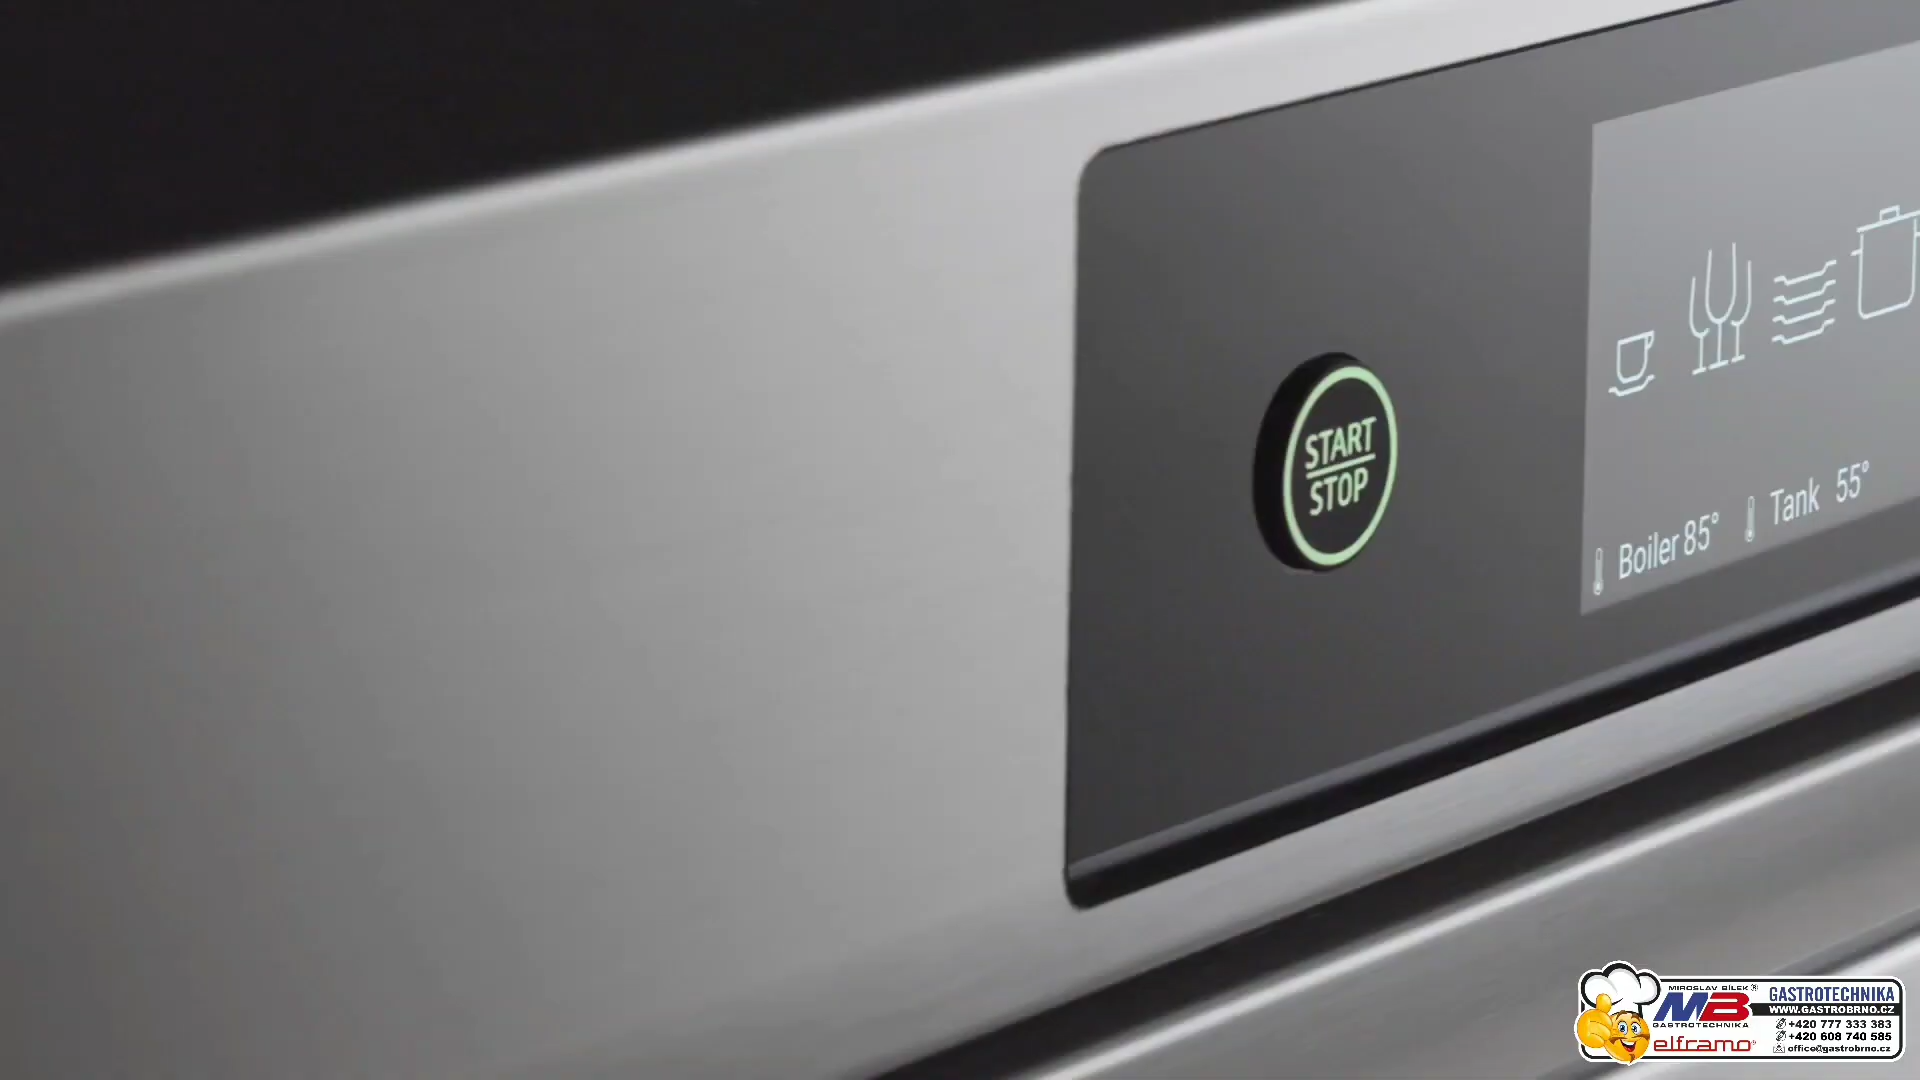 START
STOP
Boiler 85°
Tank 55°
MIROSLAV BÍLEK®
MB
GASTROTECHNIKA
elframo®
GASTROTECHNIKA
WWW.GASTROBRNO.CZ
+420 777 333 383
+420 608 740 585
office@gastrobrno.cz